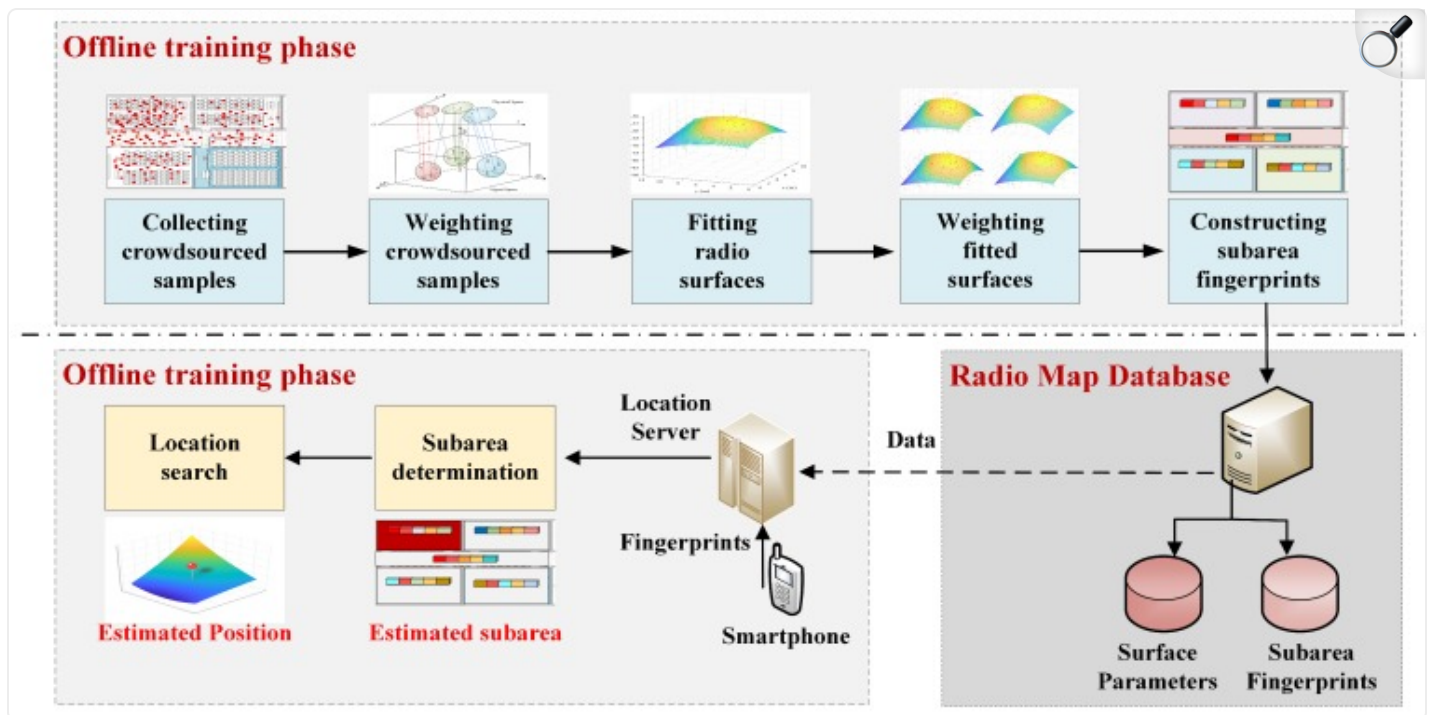 Offline training phase
Collecting
crowdsourced
samples
Weighting
crowdsourced
samples
Fitting
radio
surfaces
Weighting
fitted
surfaces
Constructing
subarea
fingerprints
Offline training phase
Location
search
Estimated Position
Subarea
determination
Estimated subarea
Location
Server
Fingerprints
Smartphone
Data
Radio Map Database
Surface
Parameters
Subarea
Fingerprints